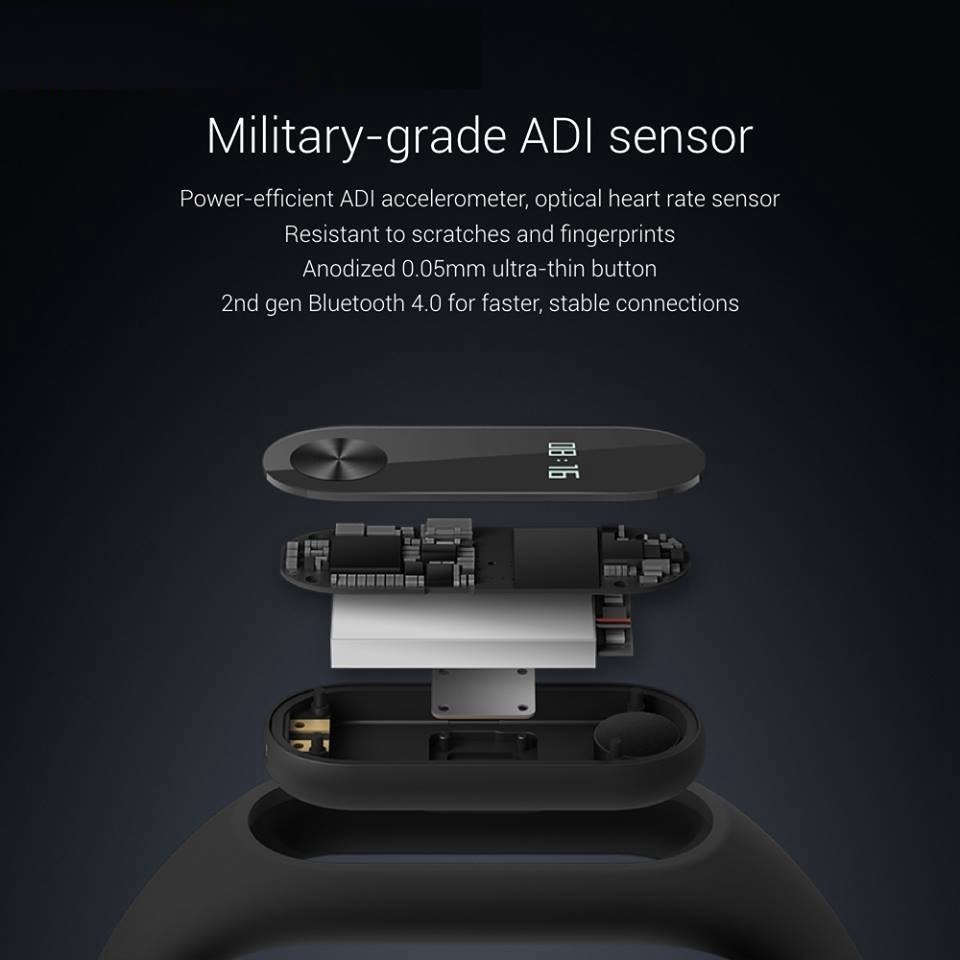 Military-grade ADI sensor
Power-efficient ADI accelerometer, optical heart rate sensor
Resistant to scratches and fingerprints
Anodized 0.05mm ultra-thin button
2nd gen Bluetooth 4.0 for faster, stable connections
08:16